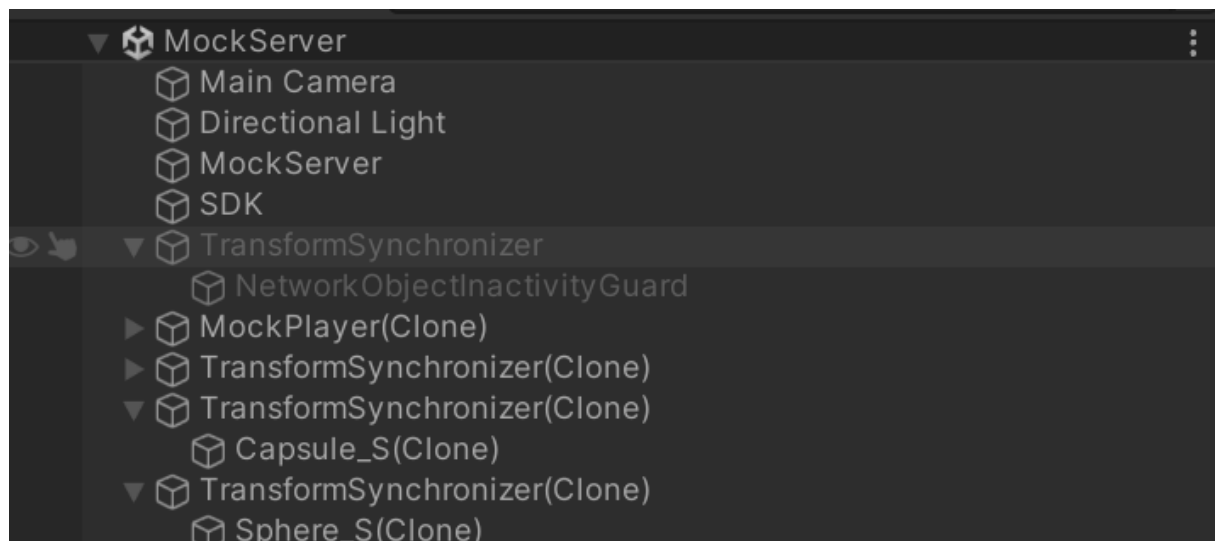 MockServer
Main Camera
Directional Light
MockServer
SDK
TransformSynchronizer
NetworkObjectInactivityGuard
MockPlayer(Clone)
TransformSynchronizer(Clone)
TransformSynchronizer(Clone)
Capsule_S(Clone)
TransformSynchronizer(Clone)
Sphere_S(Clone)